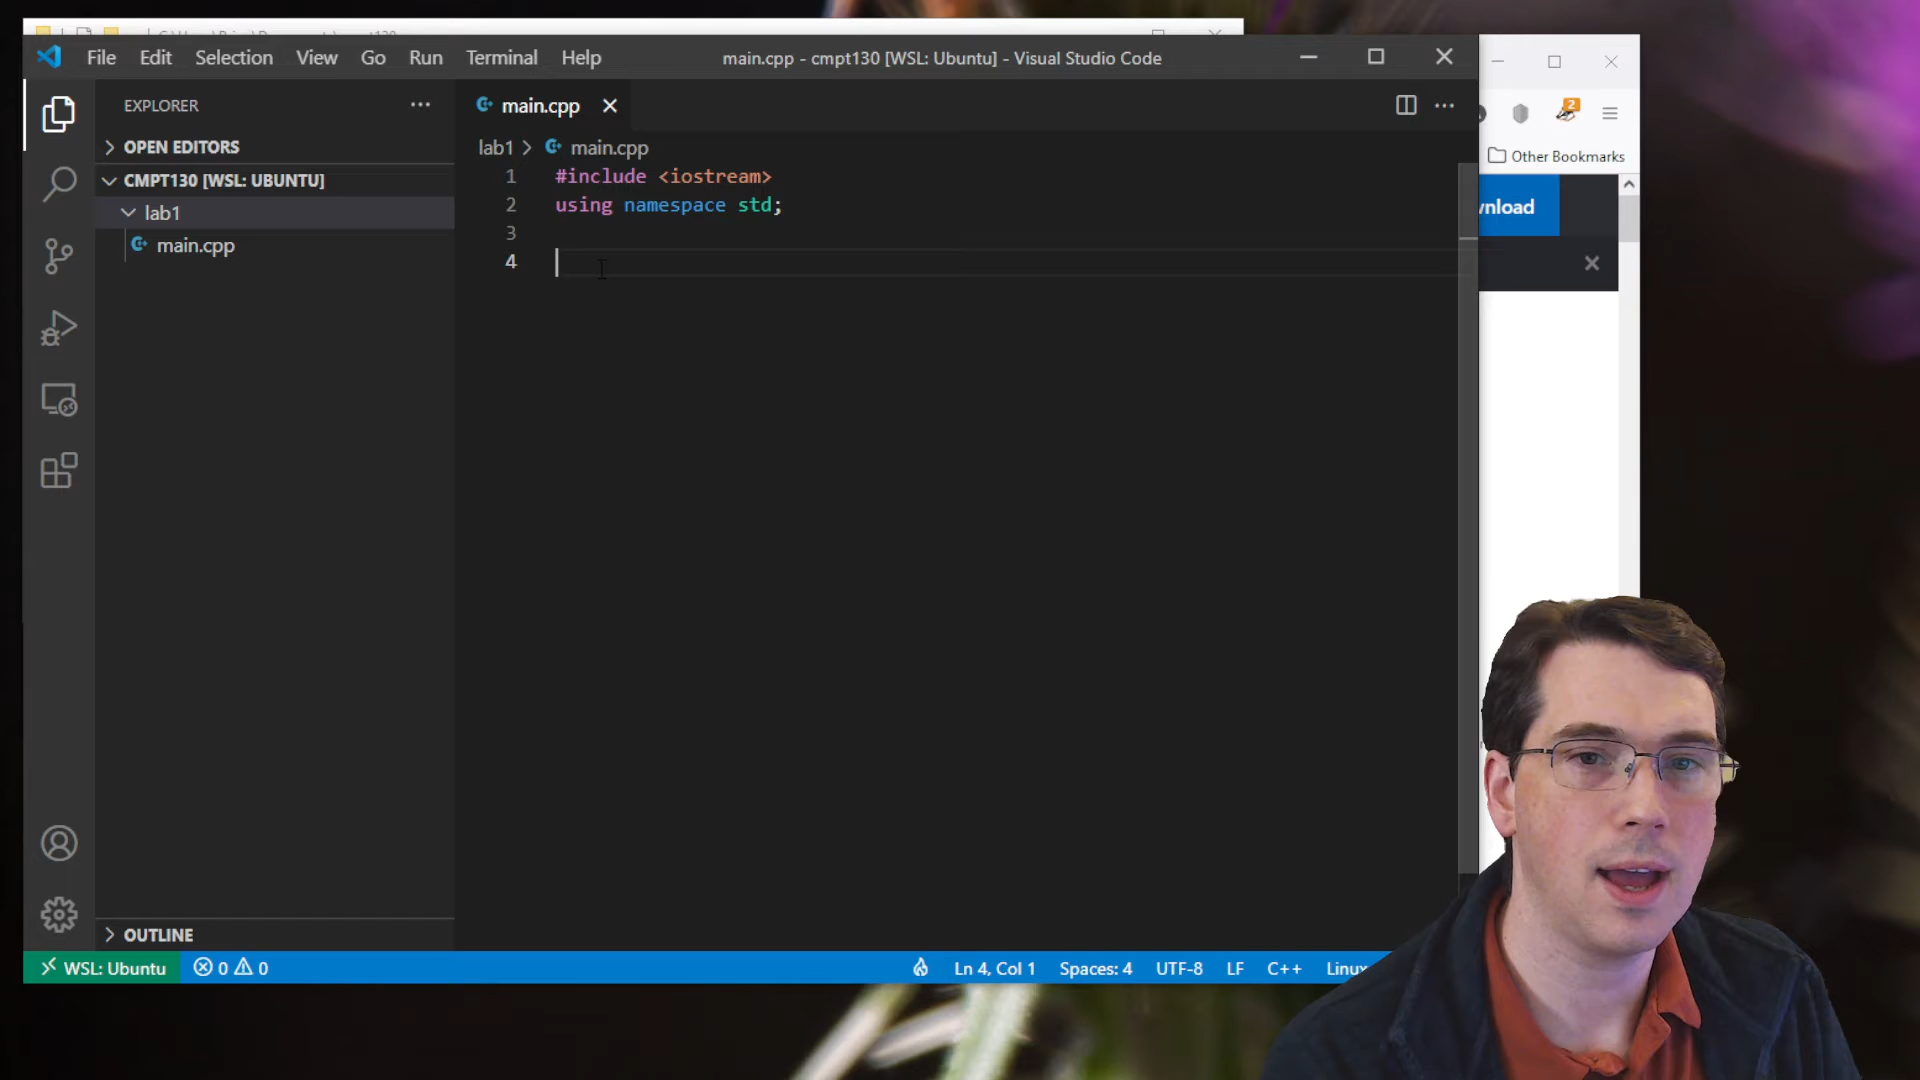 File Edit Selection View Go Run Terminal Help
main.cpp - cmpt130 [WSL: Ubuntu] - Visual Studio Code
EXPLORER
OPEN EDITORS
CMPT130 [WSL: UBUNTU]
lab1
main.cpp
OUTLINE
main.cpp
lab1 > main.cpp
1 #include <iostream>
2 using namespace std;
3
4
2
Other Bookmarks
nload
WSL: Ubuntu 0 0
Ln 4, Col 1 Spaces: 4 UTF-8 LF C++ Linux